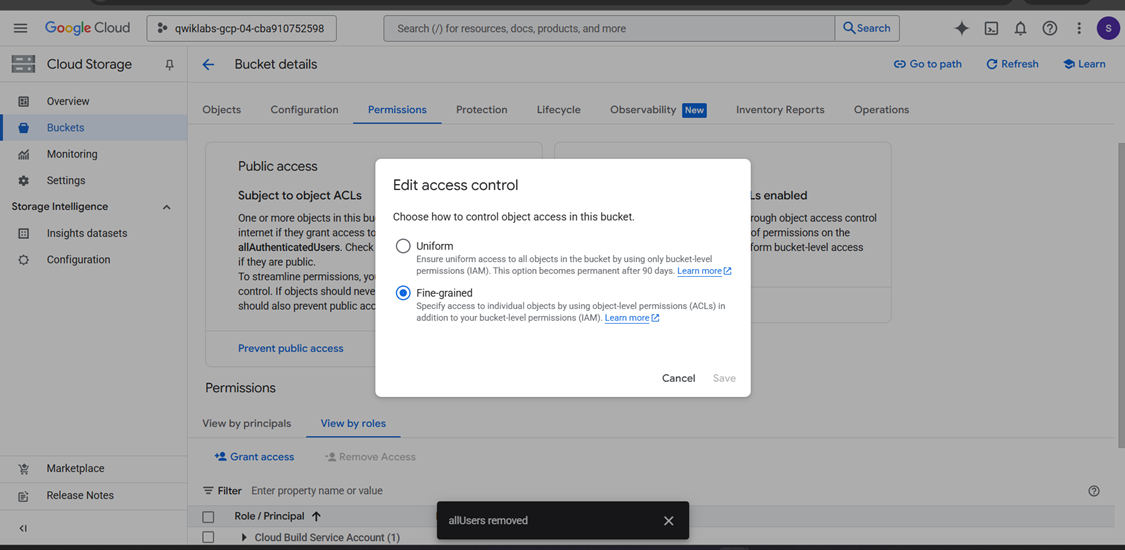 Google Cloud
qwiklabs-gcp-04-cba910752598
Search (/) for resources, docs, products, and more
Search
S
Cloud Storage
Bucket details
Go to path
Refresh
Learn
Overview
Buckets
Monitoring
Settings
Storage Intelligence
Insights datasets
Configuration
Marketplace
Release Notes
Objects
Configuration
Permissions
Protection
Lifecycle
Observability
New
Inventory Reports
Operations
Public access
Subject to object ACLs
One or more objects in this bu
internet if they grant access to
allAuthenticatedUsers. Check
if they are public.
To streamline permissions, yo
control. If objects should neve
should also prevent public acc
Prevent public access
Ls enabled
rough object access control
of permissions on the
form bucket-level access
Edit access control
Choose how to control object access in this bucket.
Uniform
Ensure uniform access to all objects in the bucket by using only bucket-level
permissions (IAM). This option becomes permanent after 90 days. Learn more
Fine-grained
Specify access to individual objects by using object-level permissions (ACLs) in
addition to your bucket-level permissions (IAM). Learn more
Cancel
Save
Permissions
View by principals
View by roles
Grant access
Remove Access
Filter
Enter property name or value
Role / Principal
Cloud Build Service Account (1)
allUsers removed